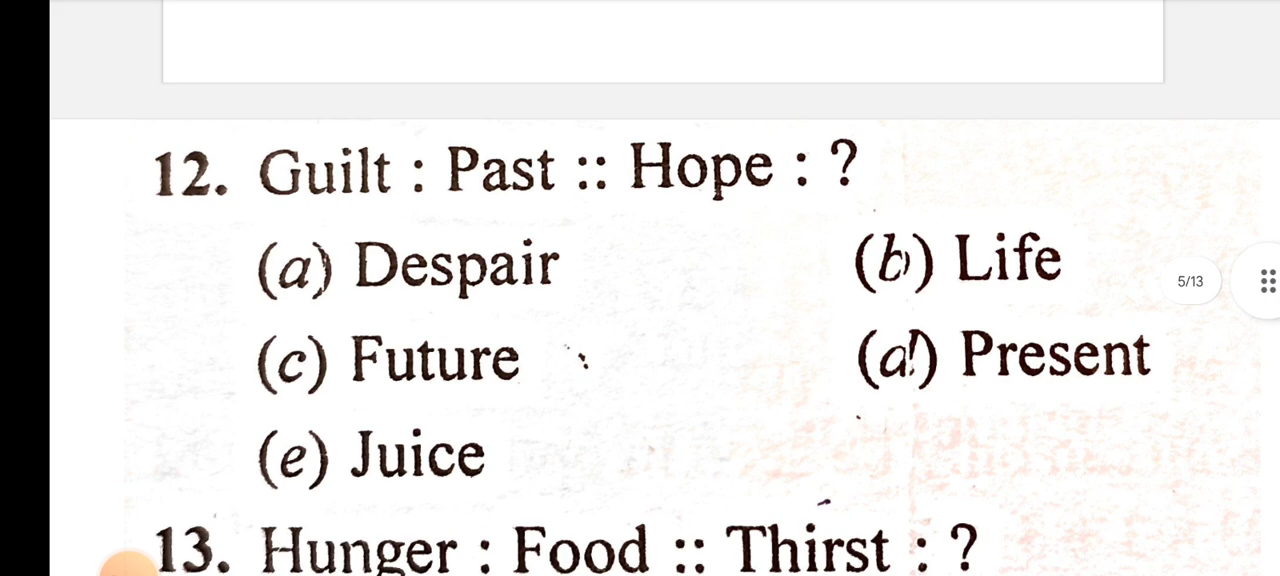 12. Guilt : Past :: Hope : ?
(a) Despair (b) Life
5/13
(c) Future (d) Present
(e) Juice
13. Hunger : Food :: Thirst : ?